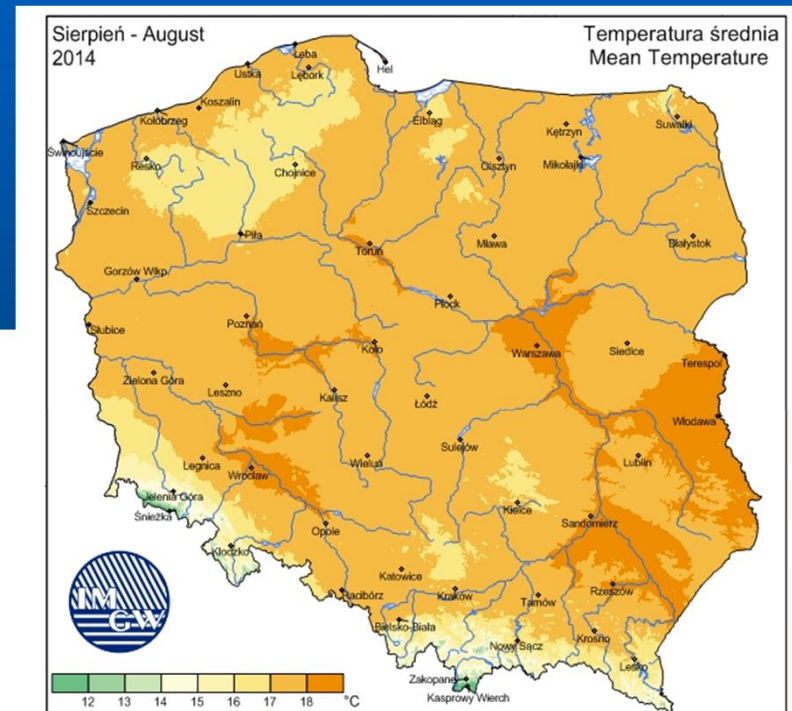 Sierpień - August
2014
Temperatura średnia
Mean Temperature
Łeba
Hel
Ustka
Lębork
Koszalin
Kołobrzeg
Elbląg
Suwałki
Kętrzyn
Świnoujście
Resko
Chojnice
Olsztyn
Mikołajki
Szczecin
Piła
Toruń
Mława
Białystok
Gorzów Wlkp.
Płock
Słubice
Poznań
Koło
Warszawa
Siedlce
Terespol
Zielona Góra
Leszno
Kalisz
Łódź
Włodawa
Sulejów
Legnica
Wrocław
Wieluń
Lublin
Jelenia Góra
Kielce
Śnieżka
Opole
Sandomierz
Kłodzko
Katowice
Racibórz
Kraków
Tarnów
Rzeszów
Bielsko-Biała
Nowy Sącz
Krosno
Lesko
Zakopane
Kasprowy Wierch
IM
GW
12 13 14 15 16 17 18 °C